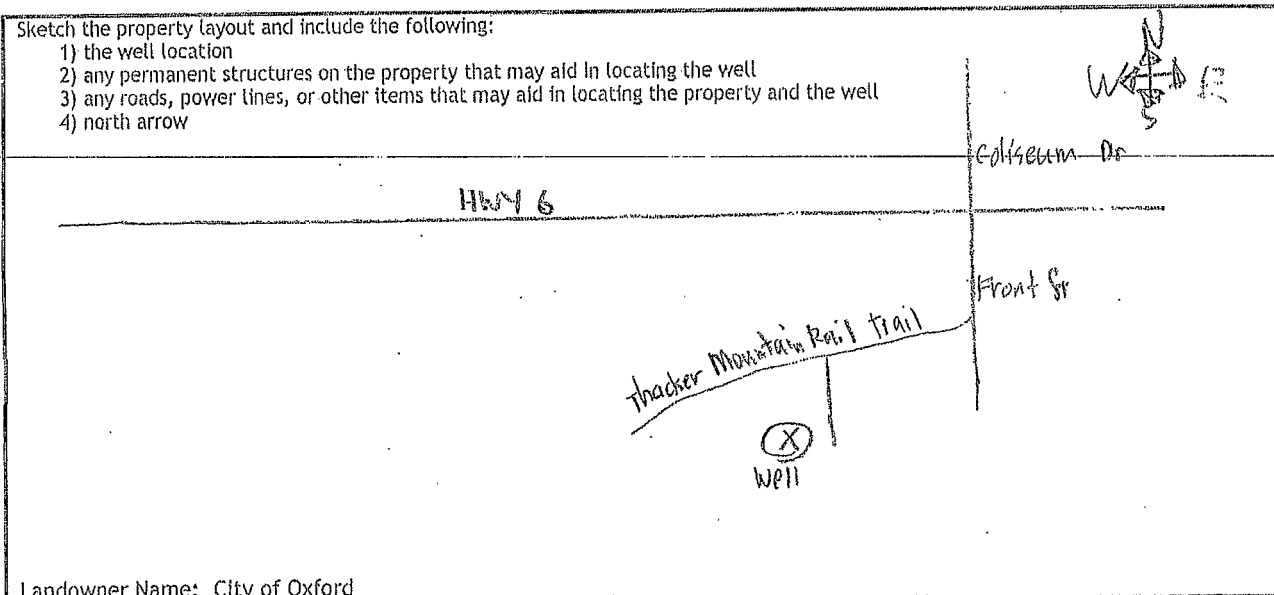 Sketch the property layout and include the following:
1) the well location
2) any permanent structures on the property that may aid in locating the well
3) any roads, power lines, or other items that may aid in locating the property and the well
4) north arrow
N
W E
S
Coliseum Dr
HWY 6
Front Sr
Thacker Mountain Rail Trail
X
Well
Landowner Name: City of Oxford